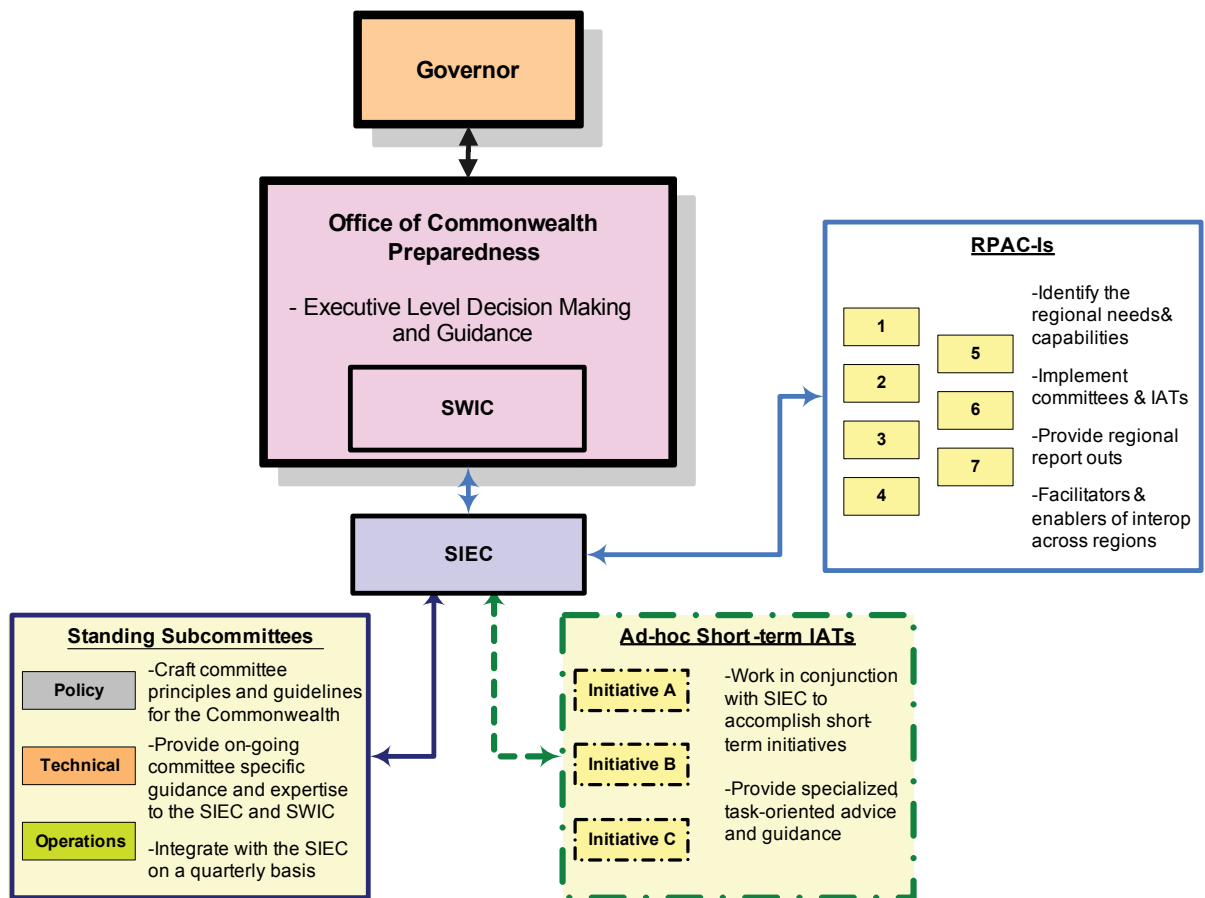 Governor
Office of Commonwealth
Preparedness
- Executive Level Decision Making
and Guidance
SWIC
SIEC
RPAC-Is
1
2
3
4
5
6
7
-Identify the
regional needs&
capabilities
-Implement
committees & IATs
-Provide regional
report outs
-Facilitators &
enablers of interop
across regions
Standing Subcommittees
Policy
Technical
Operations
-Craft committee
principles and guidelines
for the Commonwealth
-Provide on-going
committee specific
guidance and expertise
to the SIEC and SWIC
-Integrate with the SIEC
on a quarterly basis
Ad-hoc Short-term IATs
Initiative A
Initiative B
Initiative C
-Work in conjunction
with SIEC to
accomplish short-
term initiatives
-Provide specialized,
task-oriented advice
and guidance